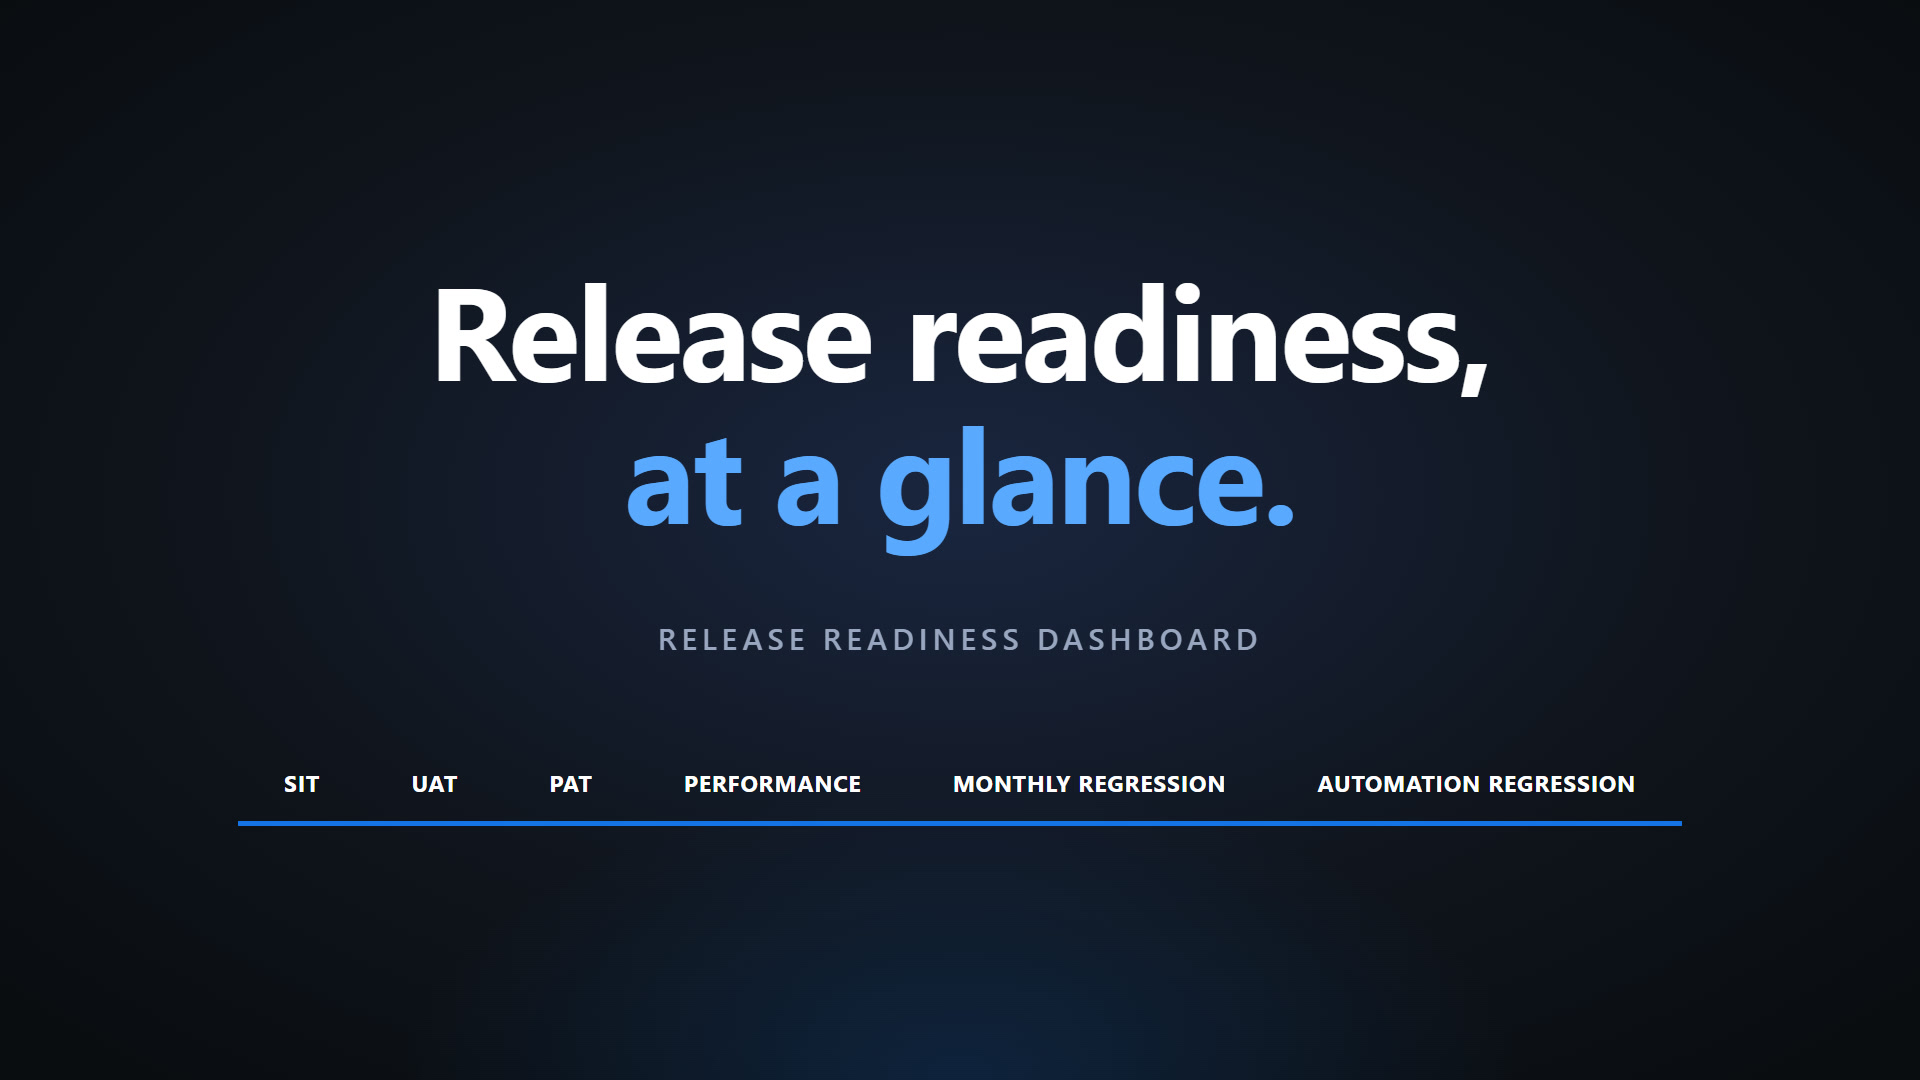 Release readiness,
at a glance.
RELEASE READINESS DASHBOARD
SIT UAT PAT PERFORMANCE MONTHLY REGRESSION AUTOMATION REGRESSION